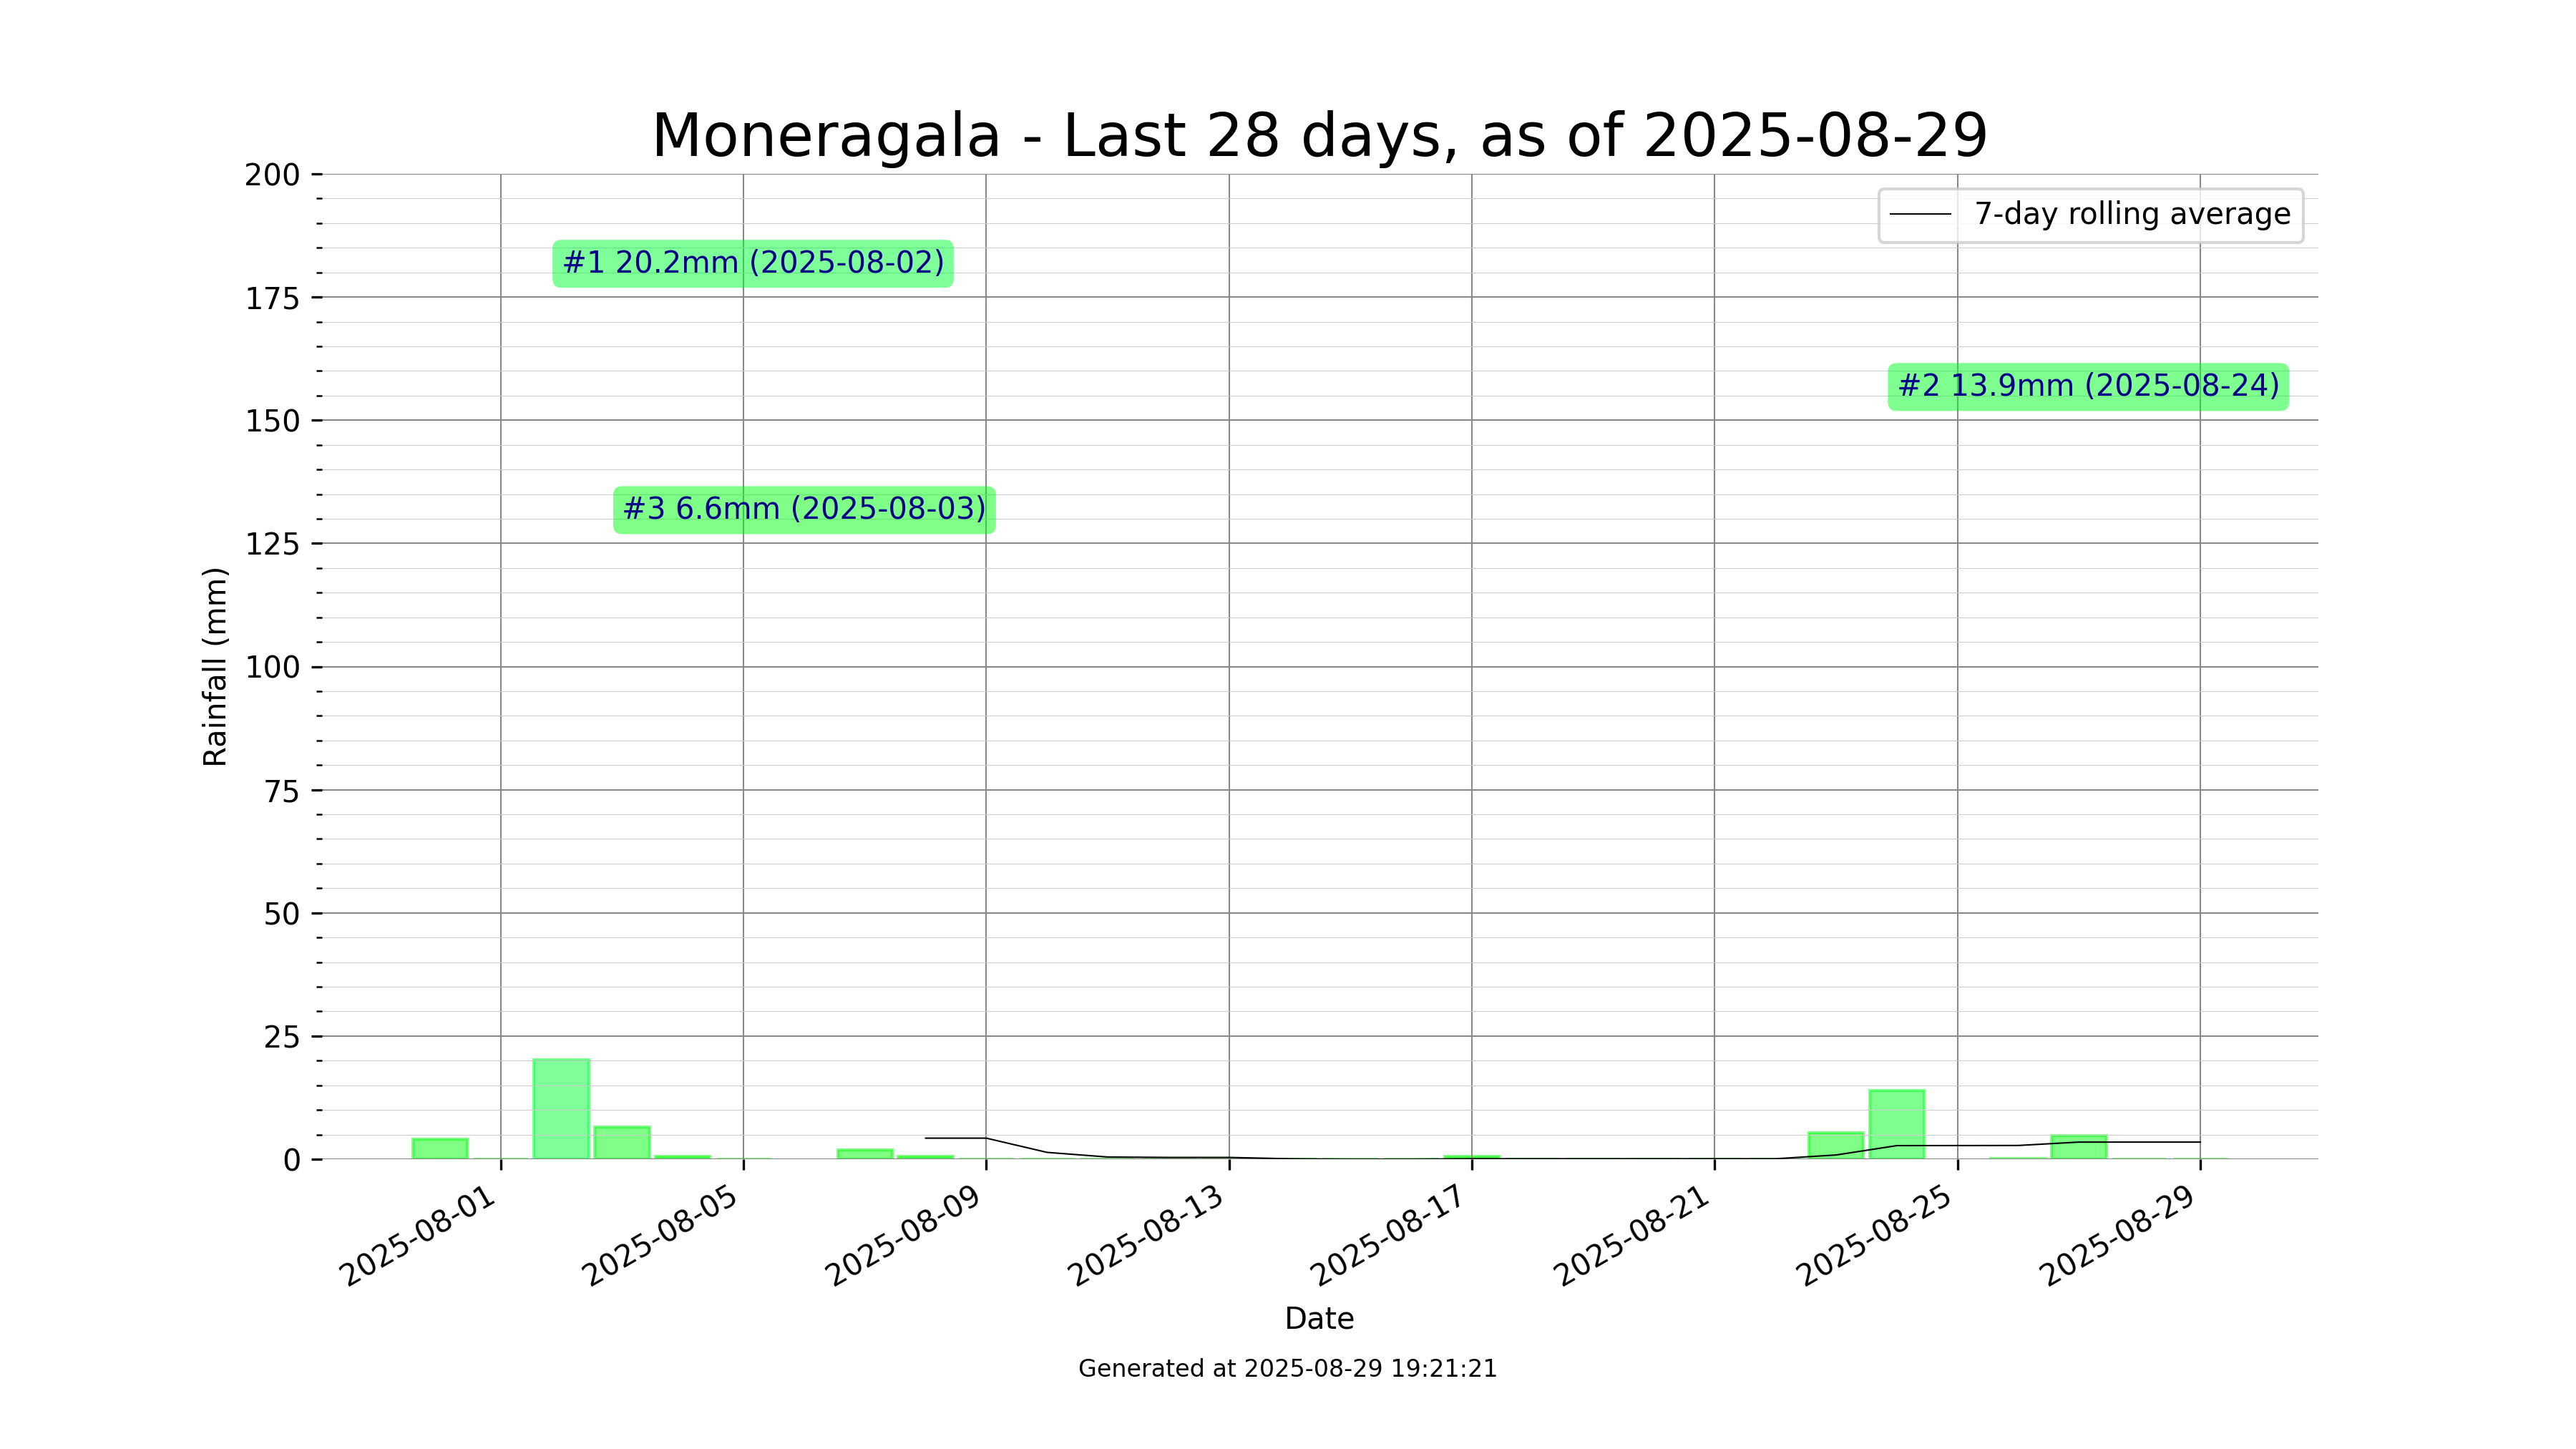 Moneragala - Last 28 days, as of 2025-08-29
200
175
150
125
100
75
50
25
0
Rainfall (mm)
7-day rolling average
#1 20.2mm (2025-08-02)
#2 13.9mm (2025-08-24)
#3 6.6mm (2025-08-03)
2025-08-01
2025-08-05
2025-08-09
2025-08-13
2025-08-17
2025-08-21
2025-08-25
2025-08-29
Date
Generated at 2025-08-29 19:21:21